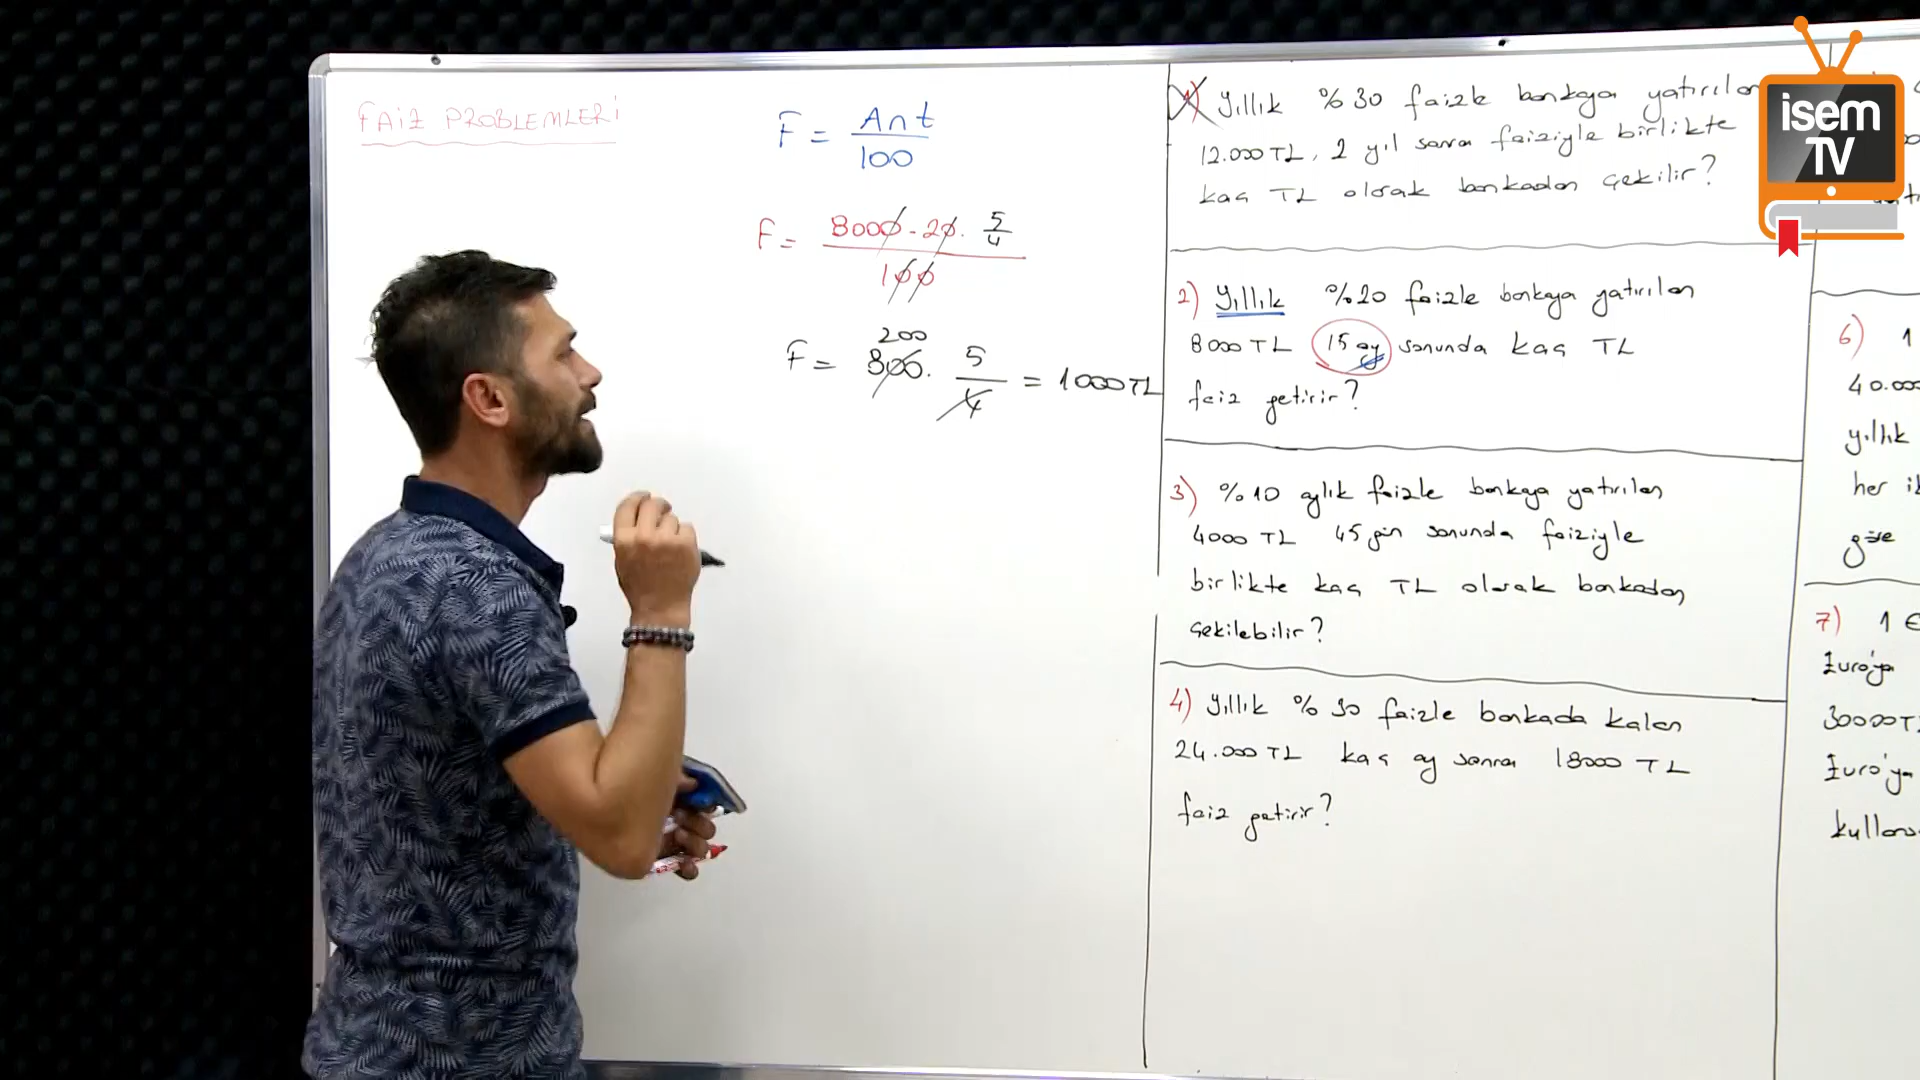 FAİZ PROBLEMLERİ
F = Ant / 100
F = 8000 . 20 . 5/4 / 100
200
F = 800 . 5/4 = 1000 TL
1) Yıllık %30 faizle bankaya yatırılan
12.000 TL, 2 yıl sonra faiziyle birlikte
kaç TL olarak bankadan çekilir?
2) Yıllık %20 faizle bankaya yatırılan
8000 TL 15 ay sonunda kaç TL
faiz getirir?
3) %10 aylık faizle bankaya yatırılan
4000 TL 45 gün sonunda faiziyle
birlikte kaç TL olarak bankadan
çekilebilir?
4) Yıllık %30 faizle bankada kalan
24.000 TL kaç ay sonra 18000 TL
faiz getirir?
6) 1
40.000
yıllık
her
göre
7) 1 €
Euro'ya
30000 T
Euro'ya
isem
TV